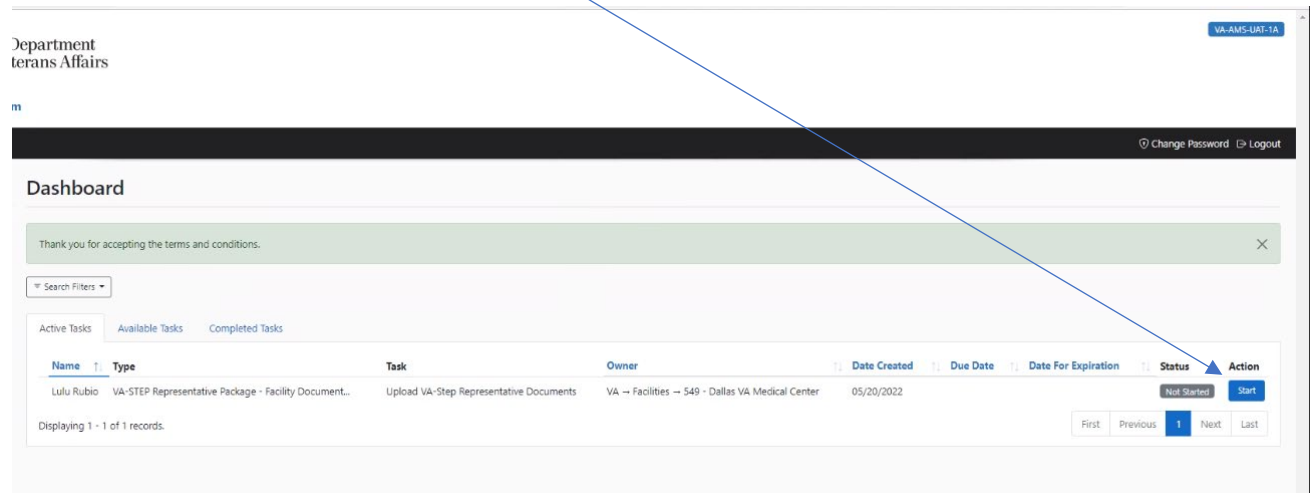 VA-AMS-UAT-1A
Department
terans Affairs
m
Change Password Logout
Dashboard
Thank you for accepting the terms and conditions.
Search Filters
Active Tasks Available Tasks Completed Tasks
Name Type Task Owner Date Created Due Date Date For Expiration Status Action
Lulu Rubio VA-STEP Representative Package - Facility Document... Upload VA-Step Representative Documents VA → Facilities → 549 - Dallas VA Medical Center 05/20/2022 Not Started Start
Displaying 1 - 1 of 1 records. First Previous 1 Next Last